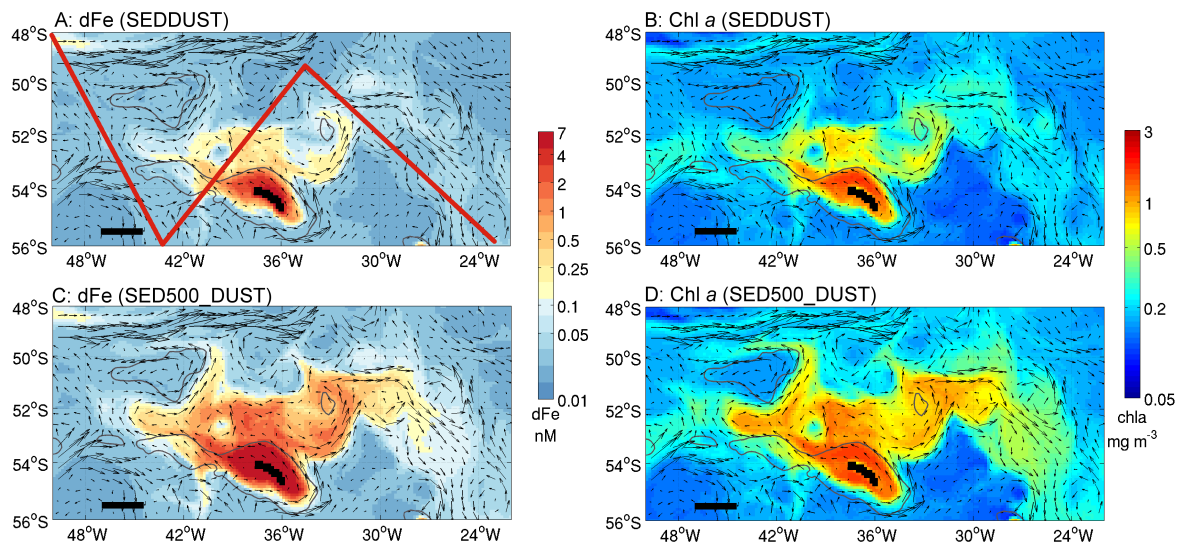 A: dFe (SEDDUST)
48°S
50°S
52°S
54°S
56°S
48°W
42°W
36°W
30°W
24°W
B: Chl a (SEDDUST)
48°S
50°S
52°S
54°S
56°S
48°W
42°W
36°W
30°W
24°W
C: dFe (SED500_DUST)
48°S
50°S
52°S
54°S
56°S
48°W
42°W
36°W
30°W
24°W
7
4
2
1
0.5
0.25
0.1
0.05
0.01
dFe
nM
D: Chl a (SED500_DUST)
48°S
50°S
52°S
54°S
56°S
48°W
42°W
36°W
30°W
24°W
3
1
0.5
0.2
0.05
chla
mg m⁻³